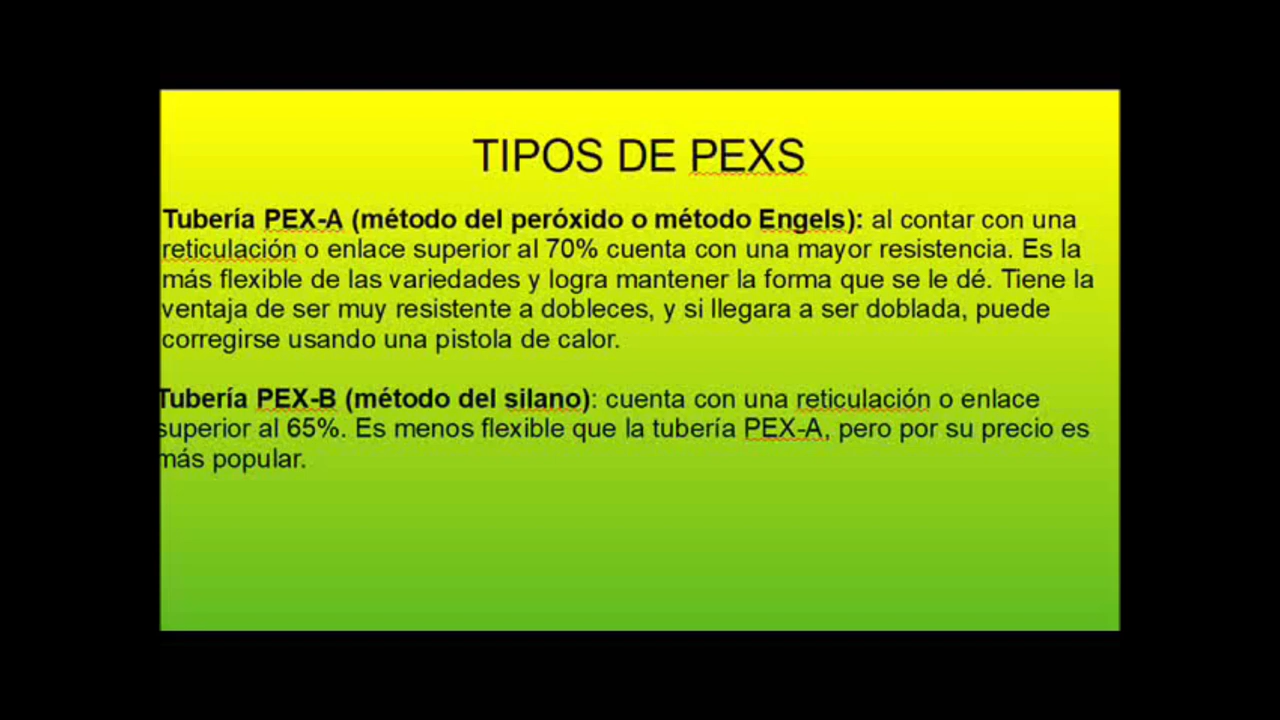 TIPOS DE PEXS
Tubería PEX-A (método del peróxido o método Engels): al contar con una
reticulación o enlace superior al 70% cuenta con una mayor resistencia. Es la
más flexible de las variedades y logra mantener la forma que se le dé. Tiene la
ventaja de ser muy resistente a dobleces, y si llegara a ser doblada, puede
corregirse usando una pistola de calor.
Tubería PEX-B (método del silano): cuenta con una reticulación o enlace
superior al 65%. Es menos flexible que la tubería PEX-A, pero por su precio es
más popular.